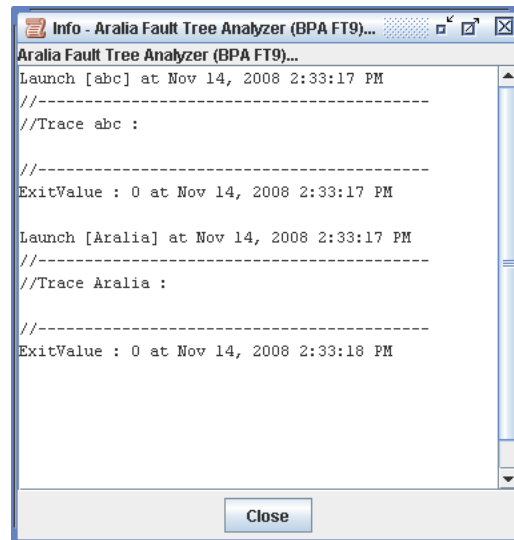 Info - Aralia Fault Tree Analyzer (BPA FT9)...
Aralia Fault Tree Analyzer (BPA FT9)...
Launch [abc] at Nov 14, 2008 2:33:17 PM
//-----------------------------------------
//Trace abc :
//-----------------------------------------
ExitValue : 0 at Nov 14, 2008 2:33:17 PM
Launch [Aralia] at Nov 14, 2008 2:33:17 PM
//-----------------------------------------
//Trace Aralia :
//-----------------------------------------
ExitValue : 0 at Nov 14, 2008 2:33:18 PM
Close